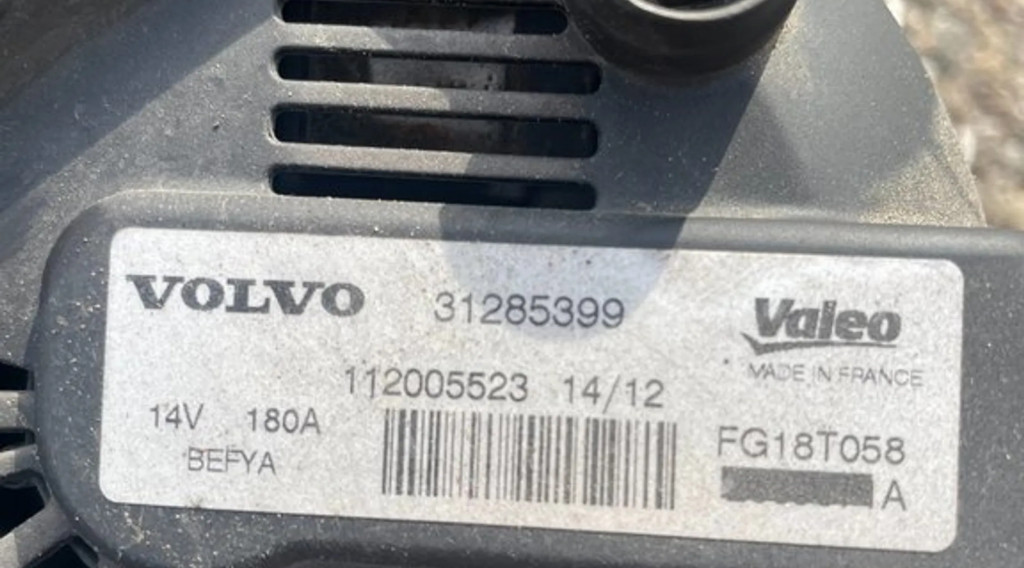 VOLVO 31285399 Valeo
MADE IN FRANCE
112005523 14/12
14V 180A
FG18T058
BEFYA
A